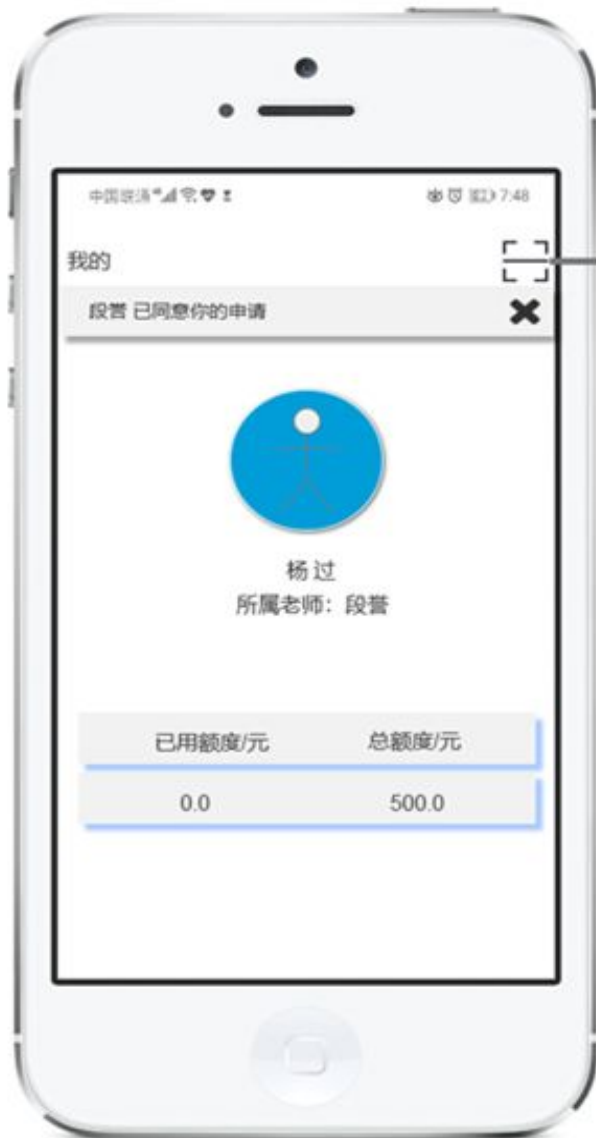 中国联通 7:48
我的
段誉 已同意你的申请
杨过
所属老师：段誉
已用额度/元 总额度/元
0.0 500.0